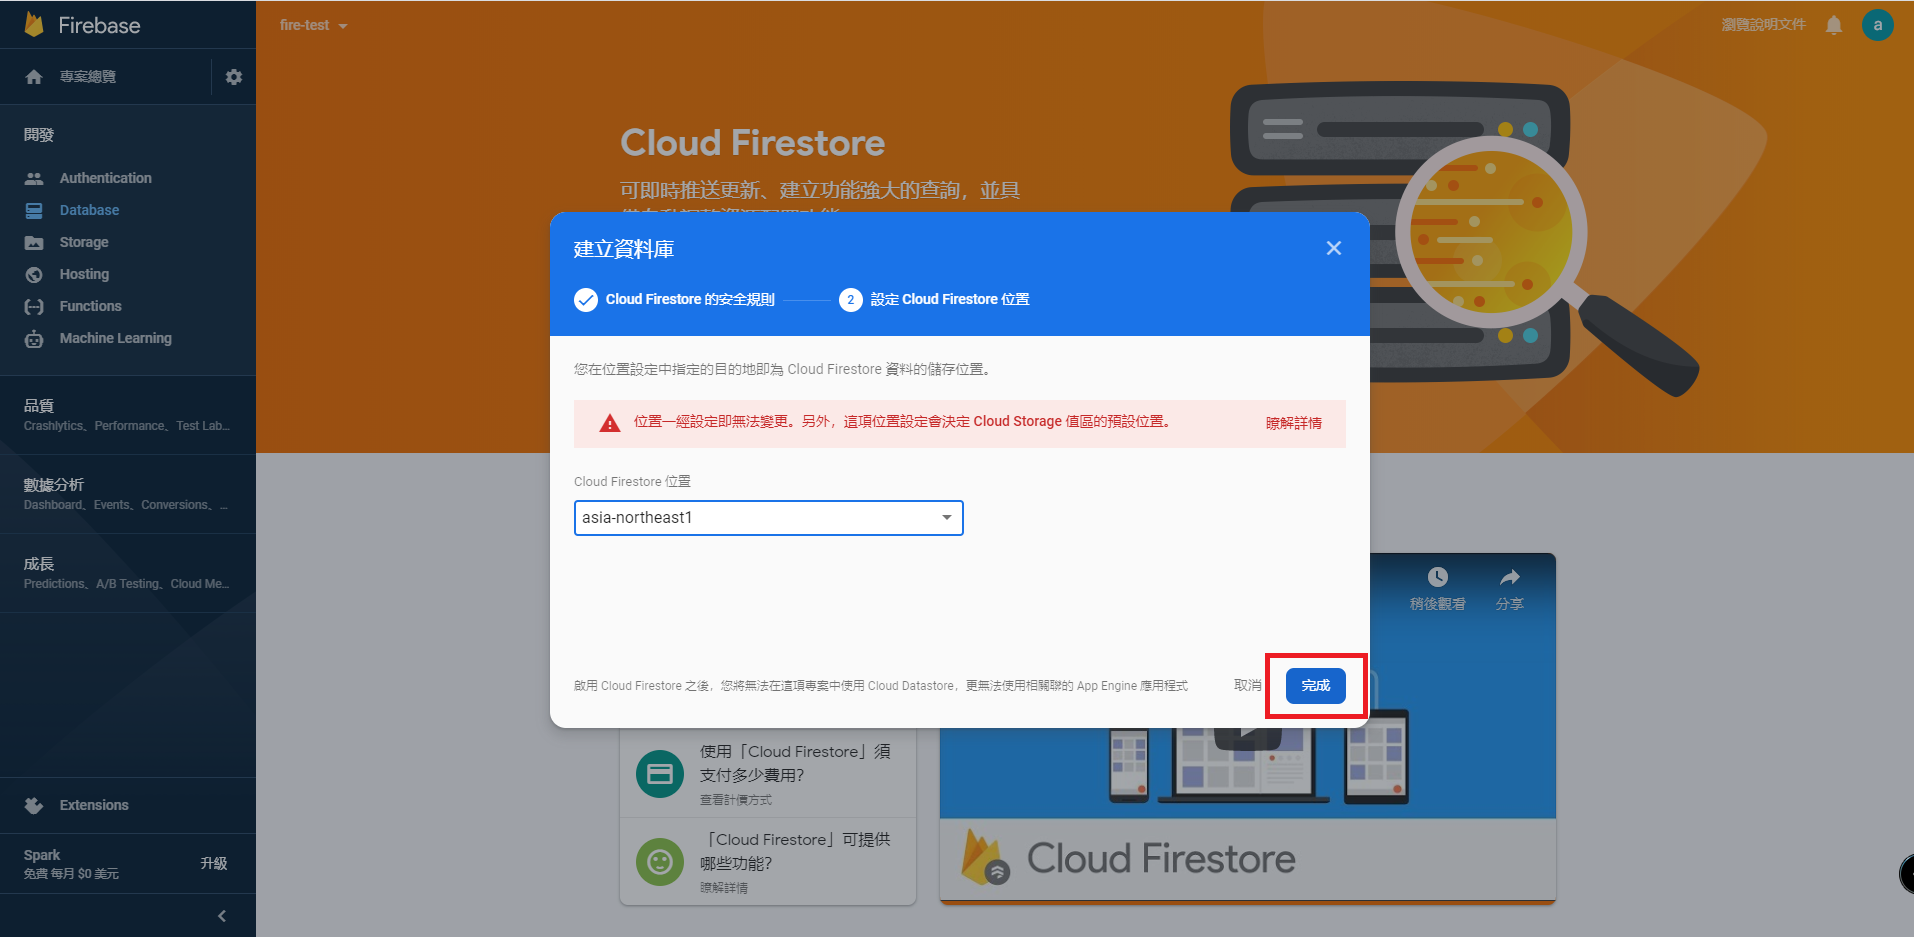 Firebase
專案總覽
開發
Authentication
Database
Storage
Hosting
Functions
Machine Learning
品質
Crashlytics、Performance、Test Lab...
數據分析
Dashboard、Events、Conversions、...
成長
Predictions、A/B Testing、Cloud Me...
Extensions
Spark
免費 每月 $0 美元
升級
fire-test
瀏覽說明文件
a
Cloud Firestore
可即時推送更新、建立功能強大的查詢，並具
建立資料庫
Cloud Firestore 的安全規則
2 設定 Cloud Firestore 位置
您在位置設定中指定的目的地即為 Cloud Firestore 資料的儲存位置。
位置一經設定即無法變更。另外，這項位置設定會決定 Cloud Storage 值區的預設位置。
瞭解詳情
Cloud Firestore 位置
asia-northeast1
啟用 Cloud Firestore 之後，您將無法在這項專案中使用 Cloud Datastore，更無法使用相關聯的 App Engine 應用程式
取消
完成
使用「Cloud Firestore」須
支付多少費用?
查看計價方式
「Cloud Firestore」可提供
哪些功能?
瞭解詳情
稍後觀看
分享
Cloud Firestore